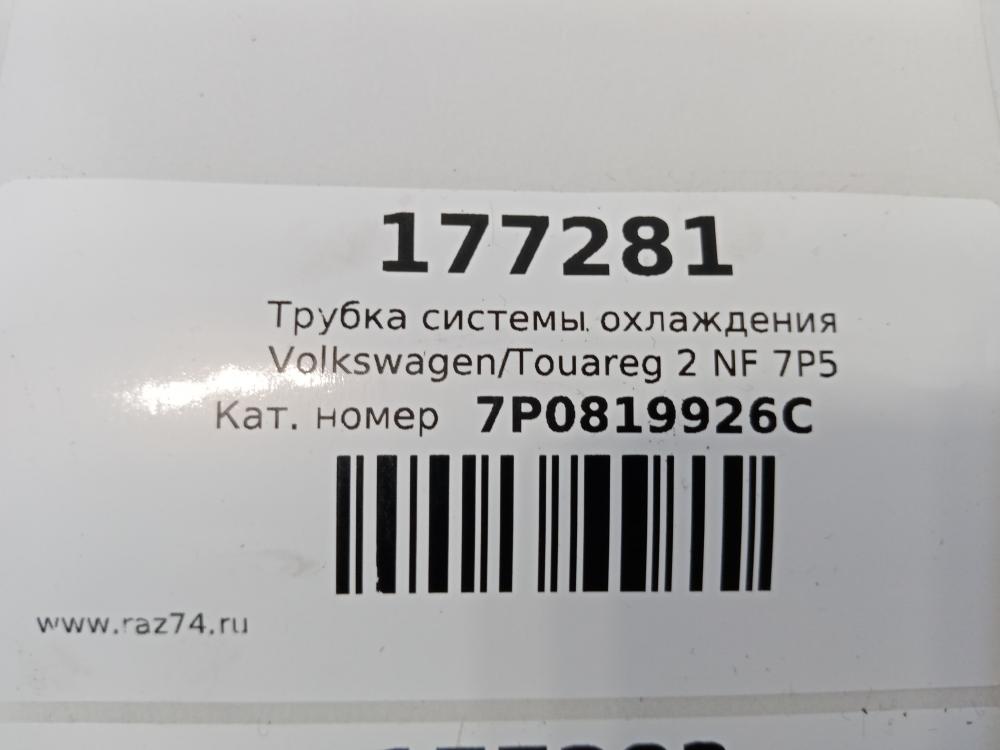 177281
Трубка системы охлаждения
Volkswagen/Touareg 2 NF 7P5
Кат. номер 7P0819926C
www.raz74.ru